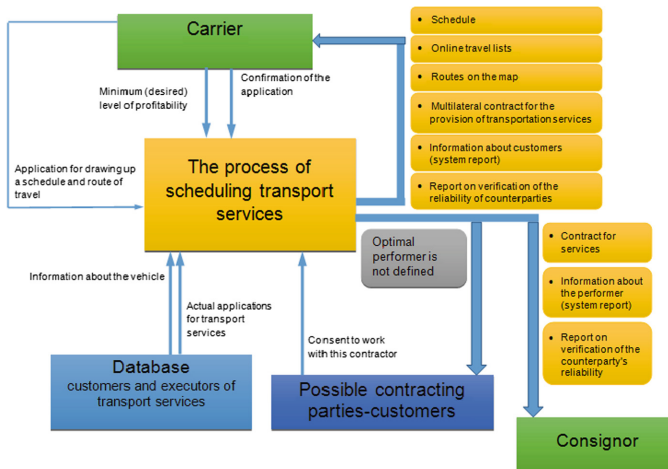 Carrier
Minimum (desired)
level of profitability
Confirmation of the
application
• Schedule
• Online travel lists
• Routes on the map
• Multilateral contract for the
provision of transportation services
• Information about customers
(system report)
• Report on verification of the
reliability of counterparties
Application for drawing up
a schedule and route of
travel
The process of
scheduling transport
services
Optimal
performer is
not defined
• Contract for
services
• Information about
the performer
(system report)
• Report on
verification of the
counterparty's
reliability
Information about the vehicle
Actual applications
for transport
services
Consent to work
with this contractor
Database
customers and executors of
transport services
Possible contracting
parties-customers
Consignor